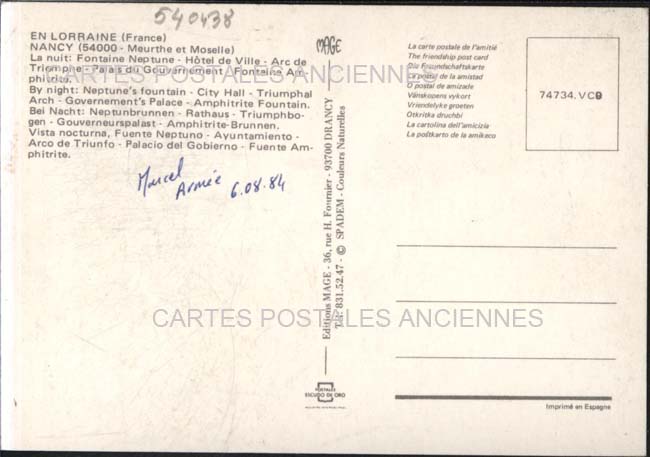 540438
EN LORRAINE (France)
NANCY (54000 - Meurthe et Moselle)
La nuit: Fontaine Neptune - Hôtel de Ville - Arc de
Triomphe - Palais du Gouvernement - Fontaine Am-
phitrite.
By night: Neptune's fountain - City Hall - Triumphal
Arch - Governement's Palace - Amphitrite Fountain.
Bei Nacht: Neptunbrunnen - Rathaus - Triumphbo-
gen - Gouverneurspalast - Amphitrite-Brunnen.
Vista nocturna, Fuente Neptuno - Ayuntamiento -
Arco de Triunfo - Palacio del Gobierno - Fuente Am-
phitrite.
Marcel
Armée 6.08.84
MAGE
Editions MAGE - 36, rue H. Fournier - 93700 DRANCY
Tél: 831.52.47 - © SPADEM - Couleurs Naturelles
La carte postale de l'amitié
The friendship post card
Die Freundschaftskarte
La postal de la amistad
O postal de amizade
Vänskapens vykort
Vriendelyke groeten
Otkritka druchbi
La cartolina dell'amicizia
La poŝtkarto de la amikeco
74734.VC9
CARTES POSTALES ANCIENNES
CARTES POSTALES ANCIENNES
POSTALES
ESCUDO DE ORO
Imprimé en Espagne